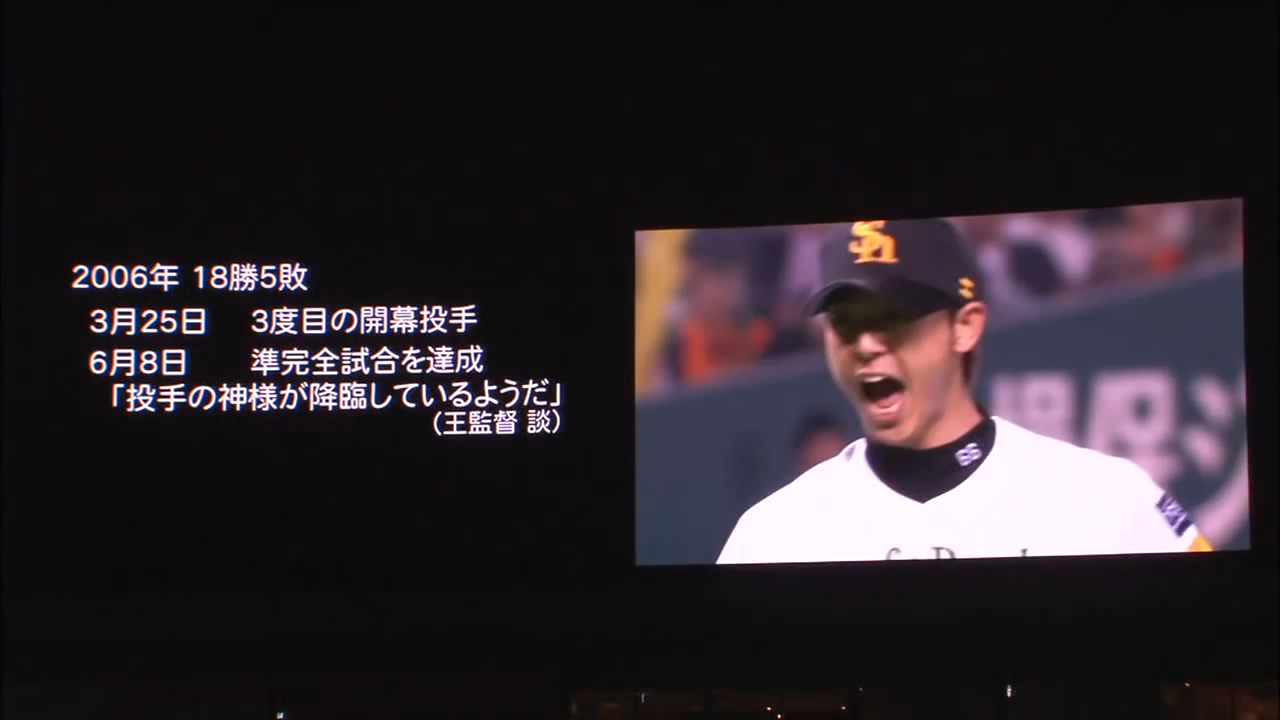 2006年 18勝5敗
3月25日 3度目の開幕投手
6月8日 準完全試合を達成
「投手の神様が降臨しているようだ」
(王監督 談)
SH
66